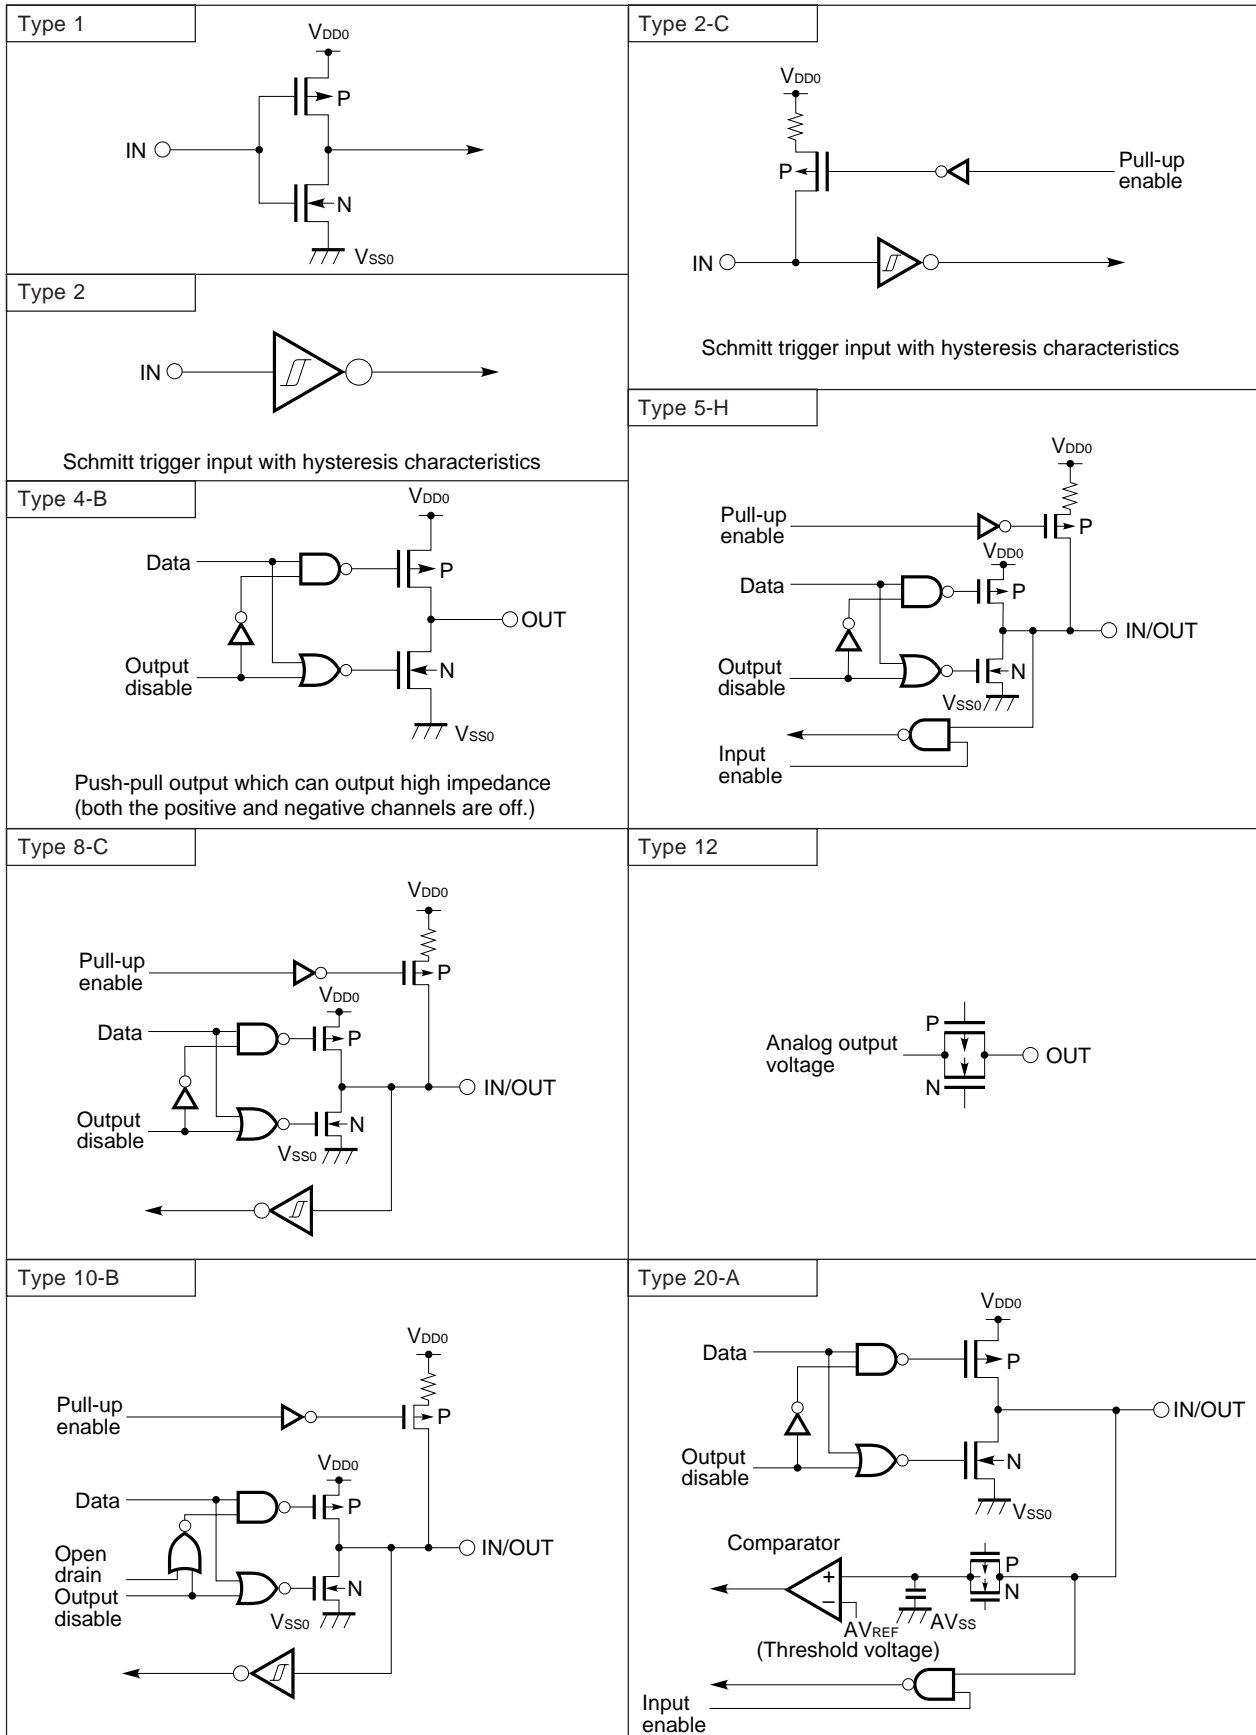 Type 1
VDD0
P
IN
N
VSS0
Type 2
IN
Schmitt trigger input with hysteresis characteristics
Type 4-B
VDD0
Data
P
OUT
Output
disable
N
VSS0
Push-pull output which can output high impedance
(both the positive and negative channels are off.)
Type 2-C
VDD0
P
Pull-up
enable
IN
Schmitt trigger input with hysteresis characteristics
Type 5-H
VDD0
Pull-up
enable
P
VDD0
Data
P
IN/OUT
Output
disable
N
VSS0
Input
enable
Type 8-C
VDD0
Pull-up
enable
P
VDD0
Data
P
IN/OUT
Output
disable
N
VSS0
Type 12
P
Analog output
voltage
OUT
N
Type 10-B
VDD0
Pull-up
enable
P
VDD0
Data
P
IN/OUT
Open
drain
Output
disable
N
VSS0
Type 20-A
VDD0
Data
P
IN/OUT
Output
disable
N
VSS0
Comparator
P
N
+
−
AVREF
AVSS
(Threshold voltage)
Input
enable